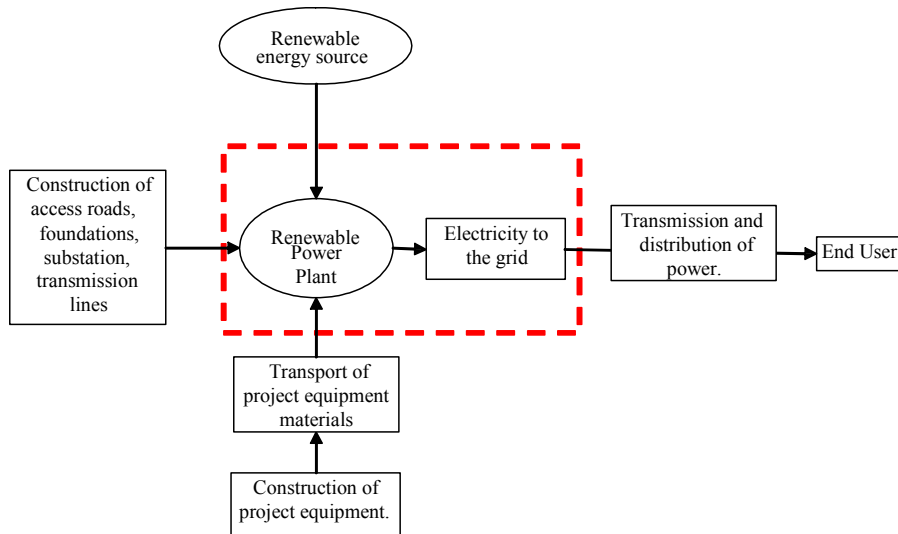 Renewable
energy source
Construction of
access roads,
foundations,
substation,
transmission
lines
Renewable
Power
Plant
Electricity to
the grid
Transmission and
distribution of
power.
End User
Transport of
project equipment
materials
Construction of
project equipment.